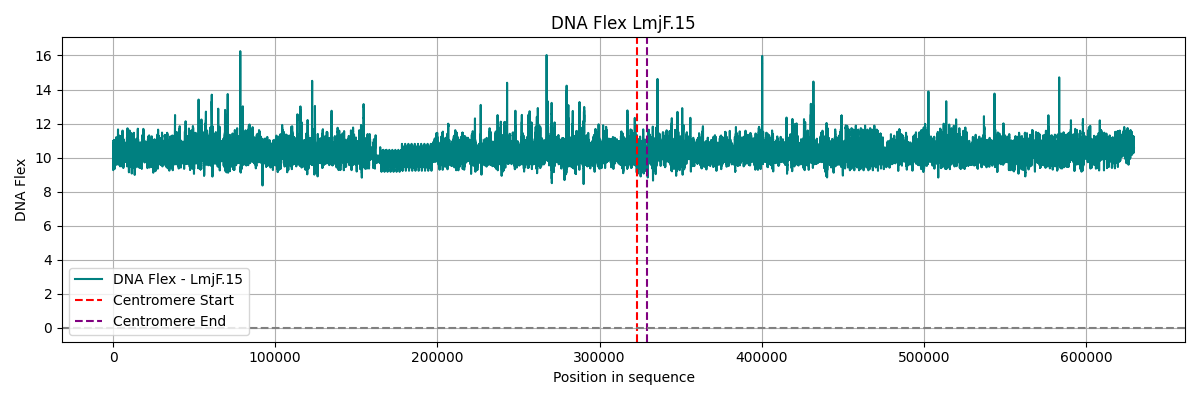 DNA Flex LmjF.15
16
14
12
10
8
6
4
2
0
DNA Flex
DNA Flex - LmjF.15
Centromere Start
Centromere End
0 100000 200000 300000 400000 500000 600000
Position in sequence